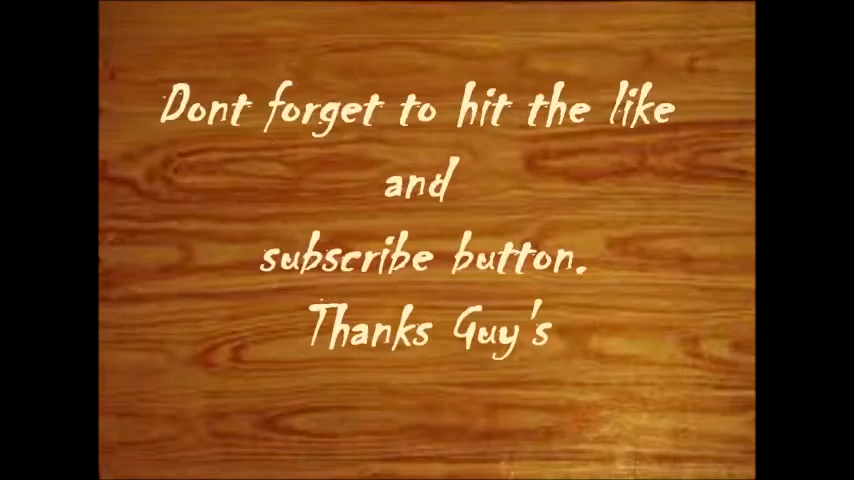 Dont forget to hit the like
and
subscribe button.
Thanks Guy's